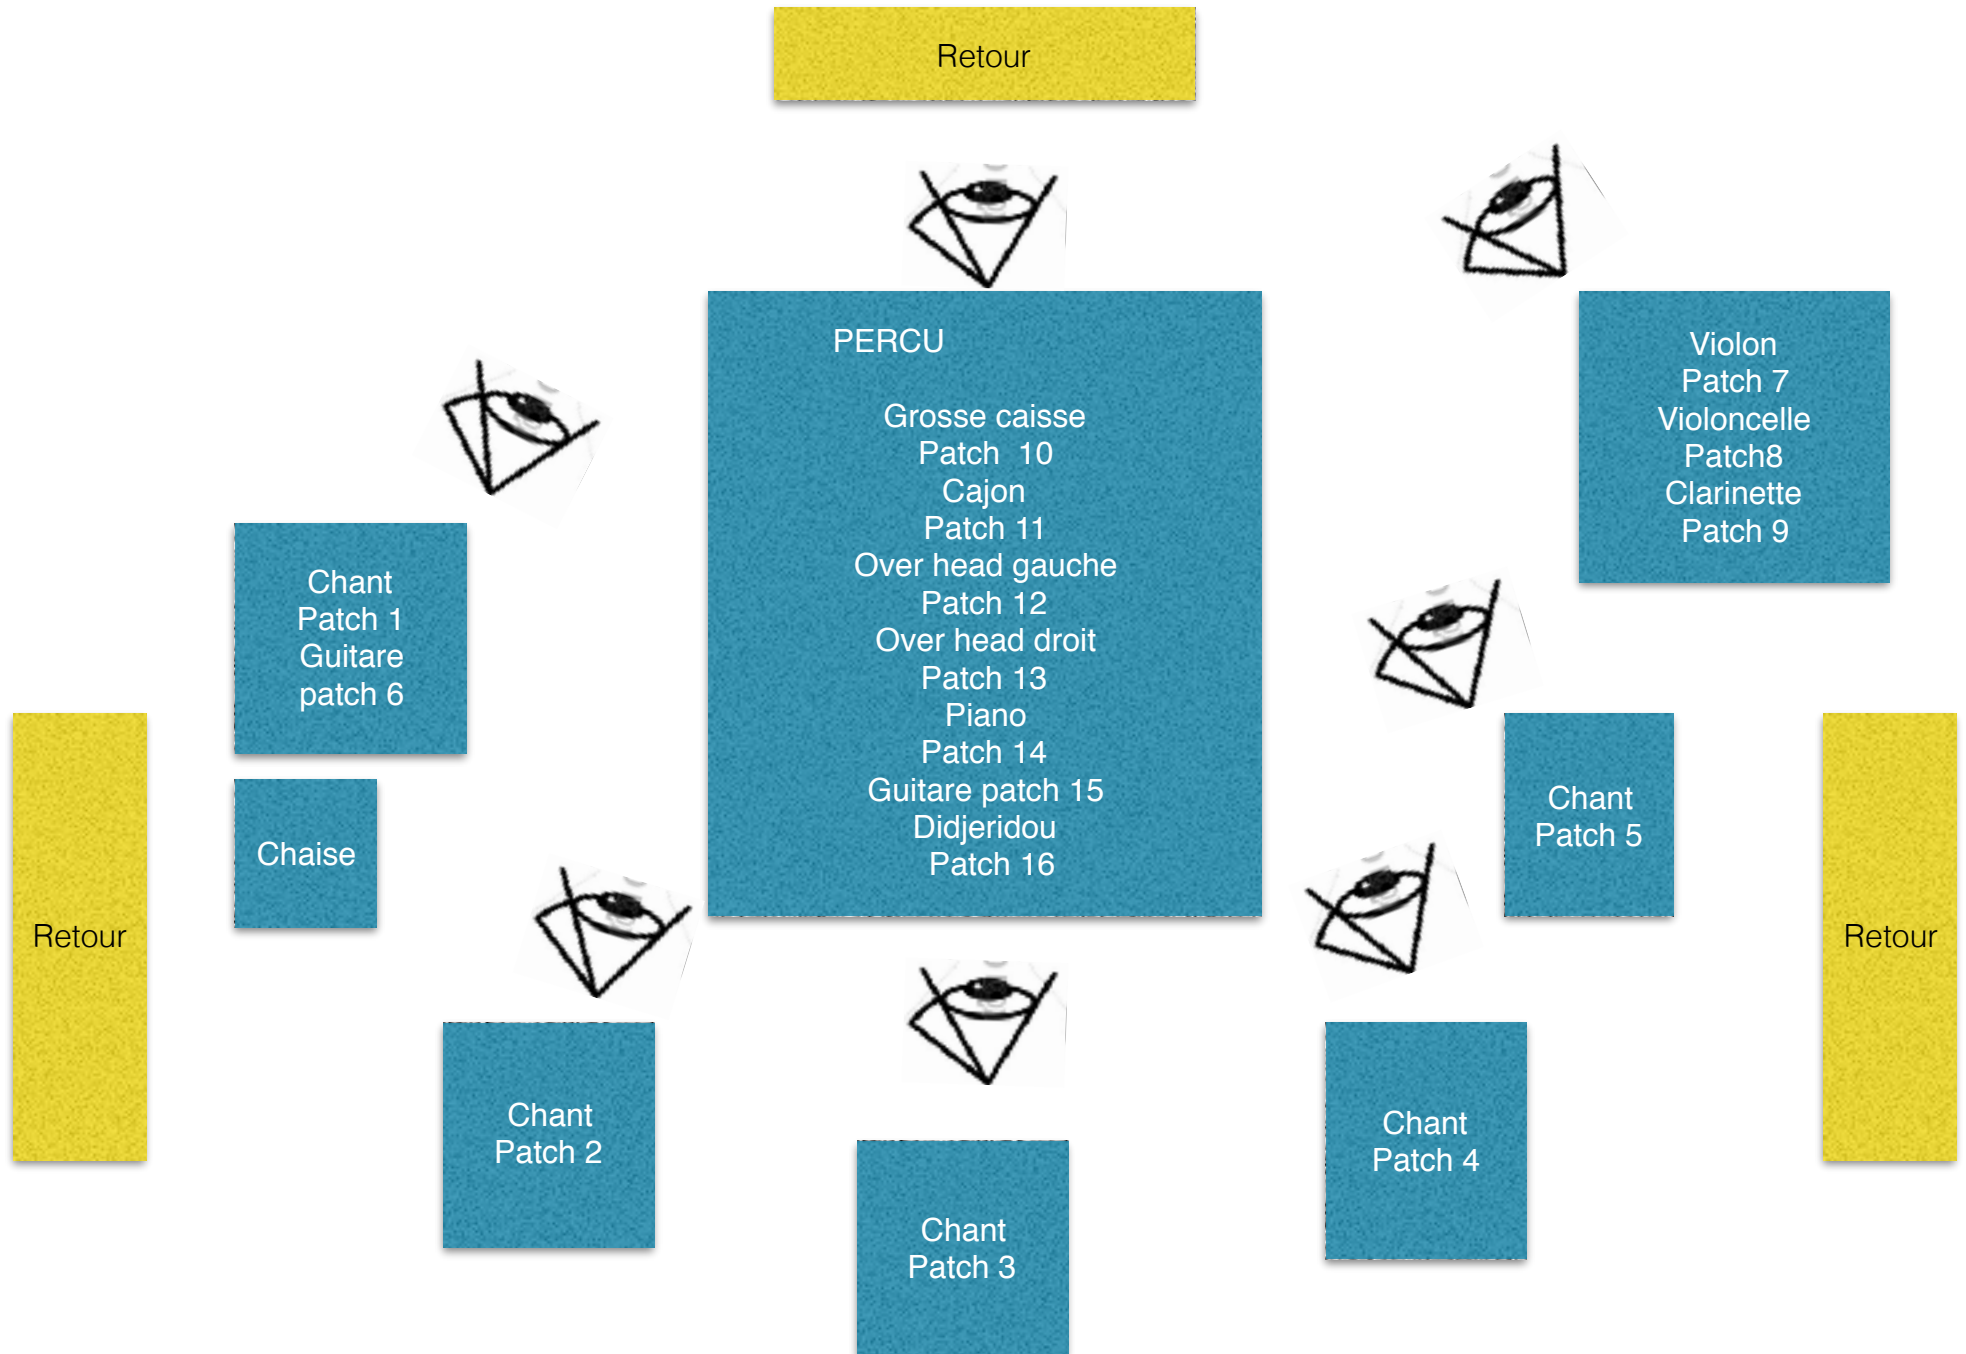 Retour
PERCU
Grosse caisse
Patch  10
Cajon
Patch 11
Over head gauche
Patch 12
Over head droit
Patch 13
Piano
Patch 14
Guitare patch 15
Didjeridou
Patch 16
Violon
Patch 7
Violoncelle
Patch8
Clarinette
Patch 9
Chant
Patch 1
Guitare
patch 6
Chaise
Retour
Chant
Patch 5
Retour
Chant
Patch 2
Chant
Patch 3
Chant
Patch 4